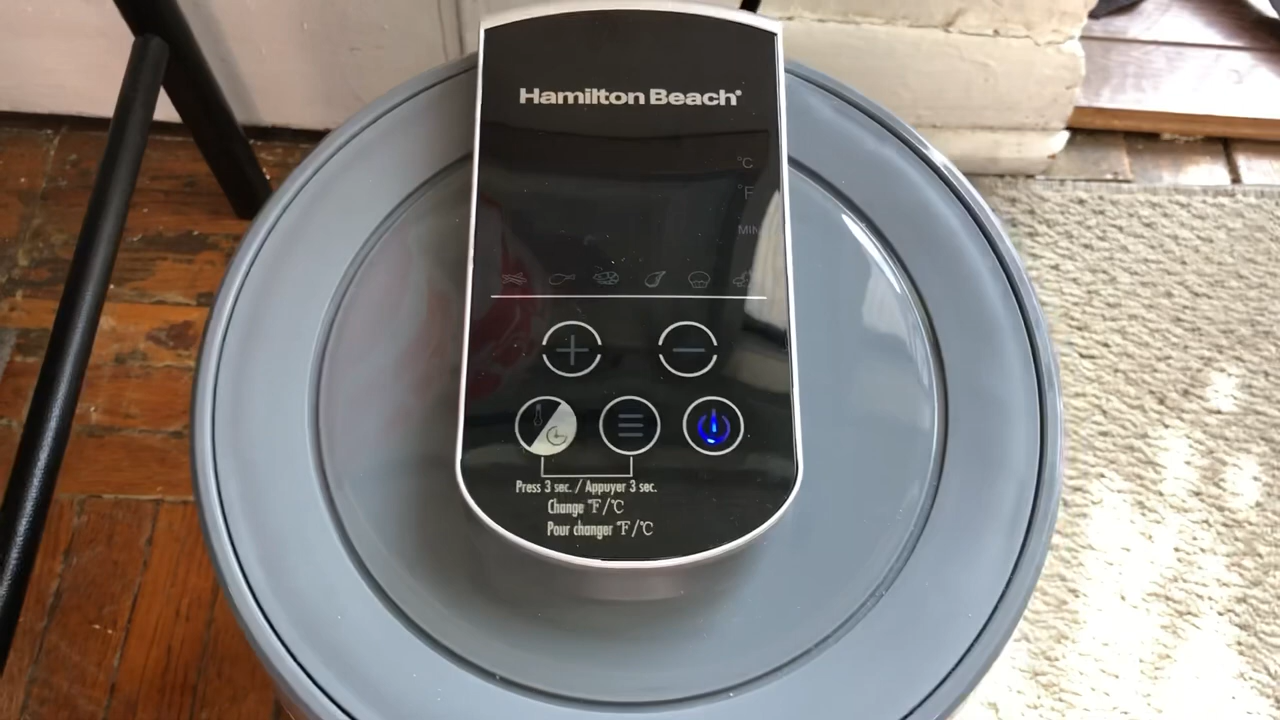 Hamilton Beach®
°C
°F
MIN
Press 3 sec. / Appuyer 3 sec.
Change °F/°C
Pour changer °F/°C